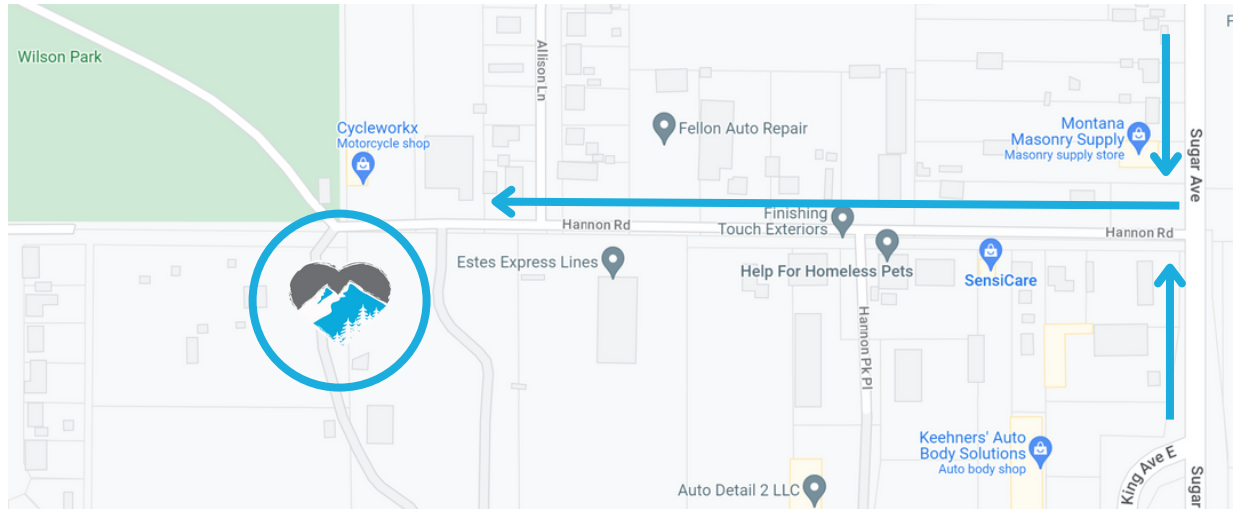 F
Wilson Park
Allison Ln
Cycleworkx
Motorcycle shop
Fellon Auto Repair
Montana
Masonry Supply
Masonry supply store
Sugar Ave
Finishing
Touch Exteriors
Hannon Rd
Hannon Rd
Estes Express Lines
Help For Homeless Pets
SensiCare
Hannon Pk Pl
Keehners' Auto
Body Solutions
Auto body shop
King Ave E
Sugar
Auto Detail 2 LLC